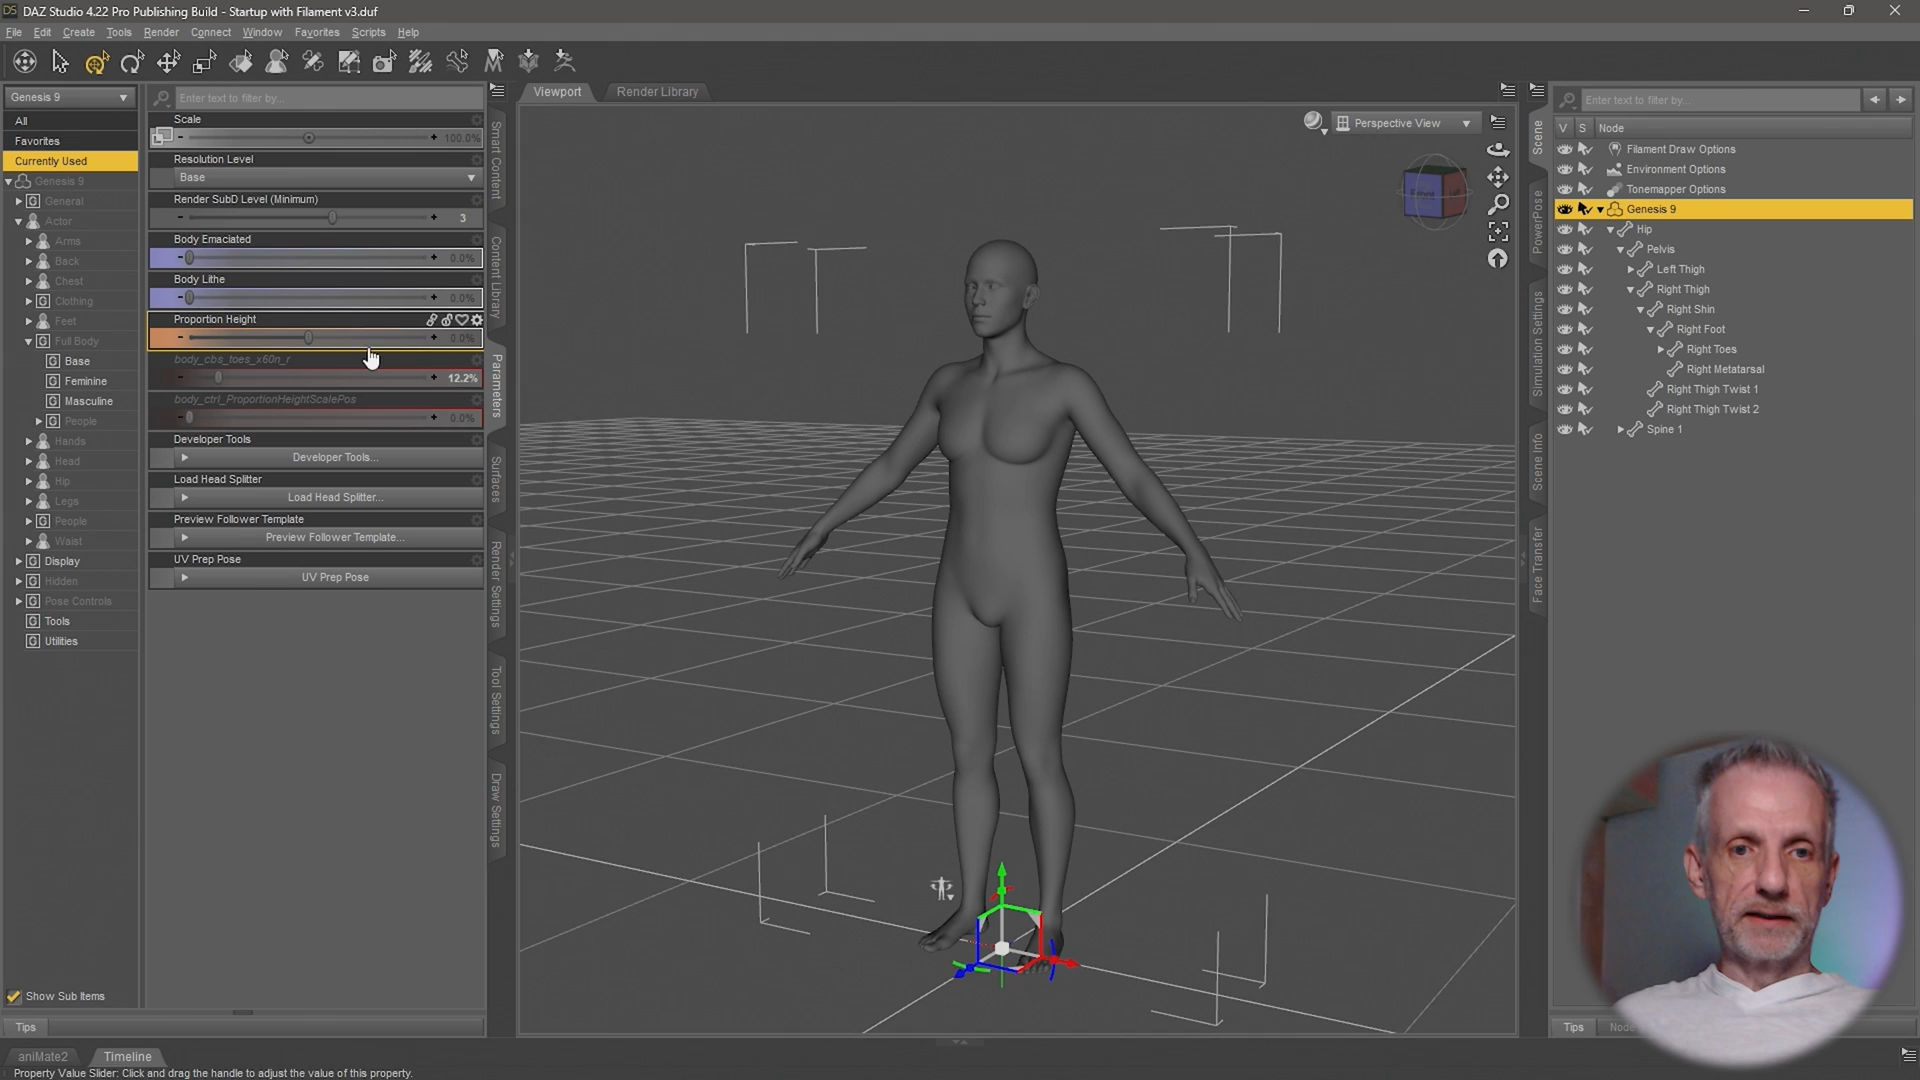 DAZ Studio 4.22 Pro Publishing Build - Startup with Filament v3.duf
File Edit Create Tools Render Connect Window Favorites Scripts Help
Genesis 9
All
Favorites
Currently Used
Genesis 9
General
Actor
Arms
Back
Chest
Clothing
Feet
Full Body
Base
Feminine
Masculine
People
Hands
Head
Hip
Legs
People
Waist
Display
Hidden
Pose Controls
Tools
Utilities
Show Sub Items
Tips
Enter text to filter by...
Scale
100.0%
Resolution Level
Base
Render SubD Level (Minimum)
3
Body Emaciated
0.0%
Body Lithe
0.0%
Proportion Height
0.0%
body_cbs_toes_x60n_r
12.2%
body_ctrl_ProportionHeightScalePos
0.0%
Developer Tools
Developer Tools...
Load Head Splitter
Load Head Splitter...
Preview Follower Template
Preview Follower Template...
UV Prep Pose
UV Prep Pose
Smart Content
Content Library
Parameters
Surfaces
Render Settings
Tool Settings
Draw Settings
Viewport Render Library
Perspective View
Scene
PowerPose
Simulation Settings
Scene Info
Face Transfer
Enter text to filter by...
V S Node
Filament Draw Options
Environment Options
Tonemapper Options
Genesis 9
Hip
Pelvis
Left Thigh
Right Thigh
Right Shin
Right Foot
Right Toes
Right Metatarsal
Right Thigh Twist 1
Right Thigh Twist 2
Spine 1
Tips
aniMate2 Timeline
Property Value Slider: Click and drag the handle to adjust the value of this property.